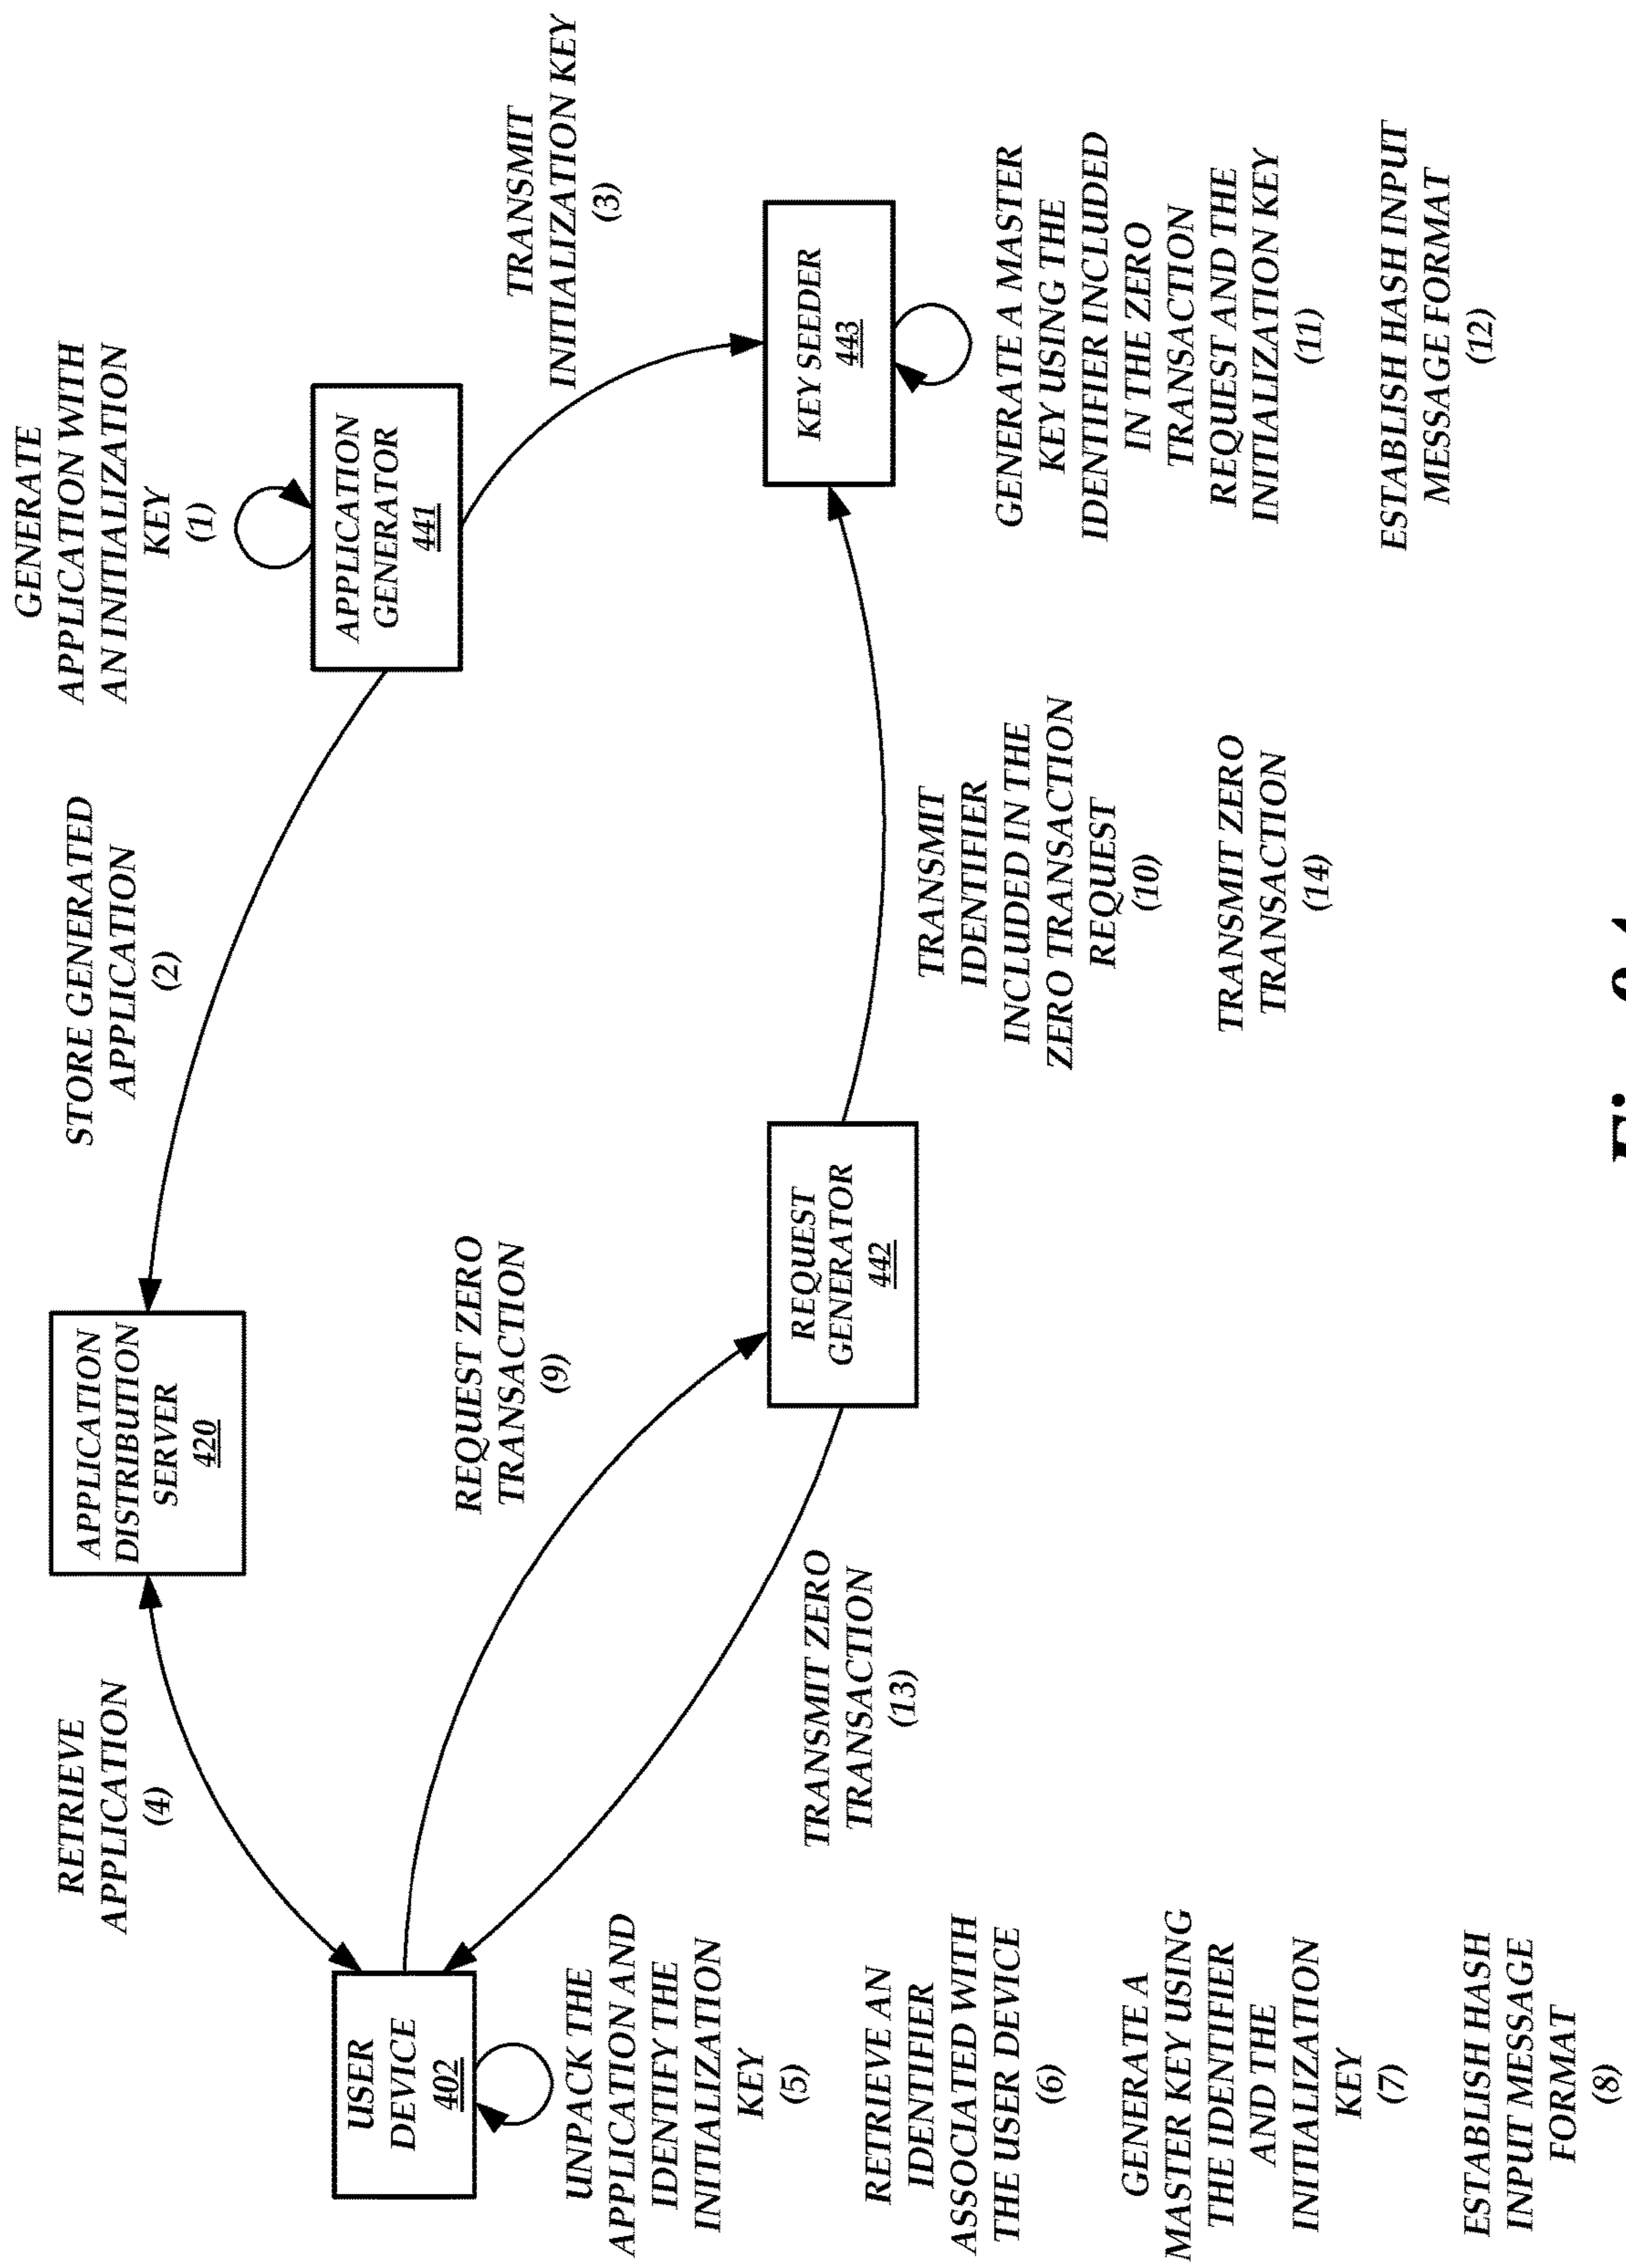 GENERATE
APPLICATION WITH
AN INITIALIZATION
KEY
(1)
STORE GENERATED
APPLICATION
(2)
RETRIEVE
APPLICATION
(4)
APPLICATION
DISTRIBUTION
SERVER
420
APPLICATION
GENERATOR
441
TRANSMIT
INITIALIZATION KEY
(3)
REQUEST ZERO
TRANSACTION
(9)
USER
DEVICE
402
UNPACK THE
APPLICATION AND
IDENTIFY THE
INITIALIZATION
KEY
(5)
RETRIEVE AN
IDENTIFIER
ASSOCIATED WITH
THE USER DEVICE
(6)
GENERATE A
MASTER KEY USING
THE IDENTIFIER
AND THE
INITIALIZATION
KEY
(7)
ESTABLISH HASH
INPUT MESSAGE
FORMAT
(8)
TRANSMIT ZERO
TRANSACTION
(13)
REQUEST
GENERATOR
442
TRANSMIT
IDENTIFIER
INCLUDED IN THE
ZERO TRANSACTION
REQUEST
(10)
TRANSMIT ZERO
TRANSACTION
(14)
KEY SEEDER
443
GENERATE A MASTER
KEY USING THE
IDENTIFIER INCLUDED
IN THE ZERO
TRANSACTION
REQUEST AND THE
INITIALIZATION KEY
(11)
ESTABLISH HASH INPUT
MESSAGE FORMAT
(12)